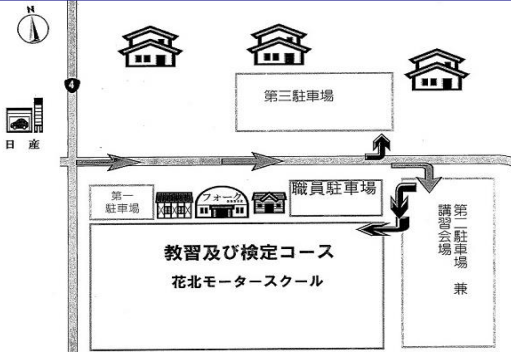 N
4
日産
第三駐車場
第一
駐車場
フォーク
職員駐車場
第二駐車場 兼
講習会場
教習及び検定コース
花北モータースクール